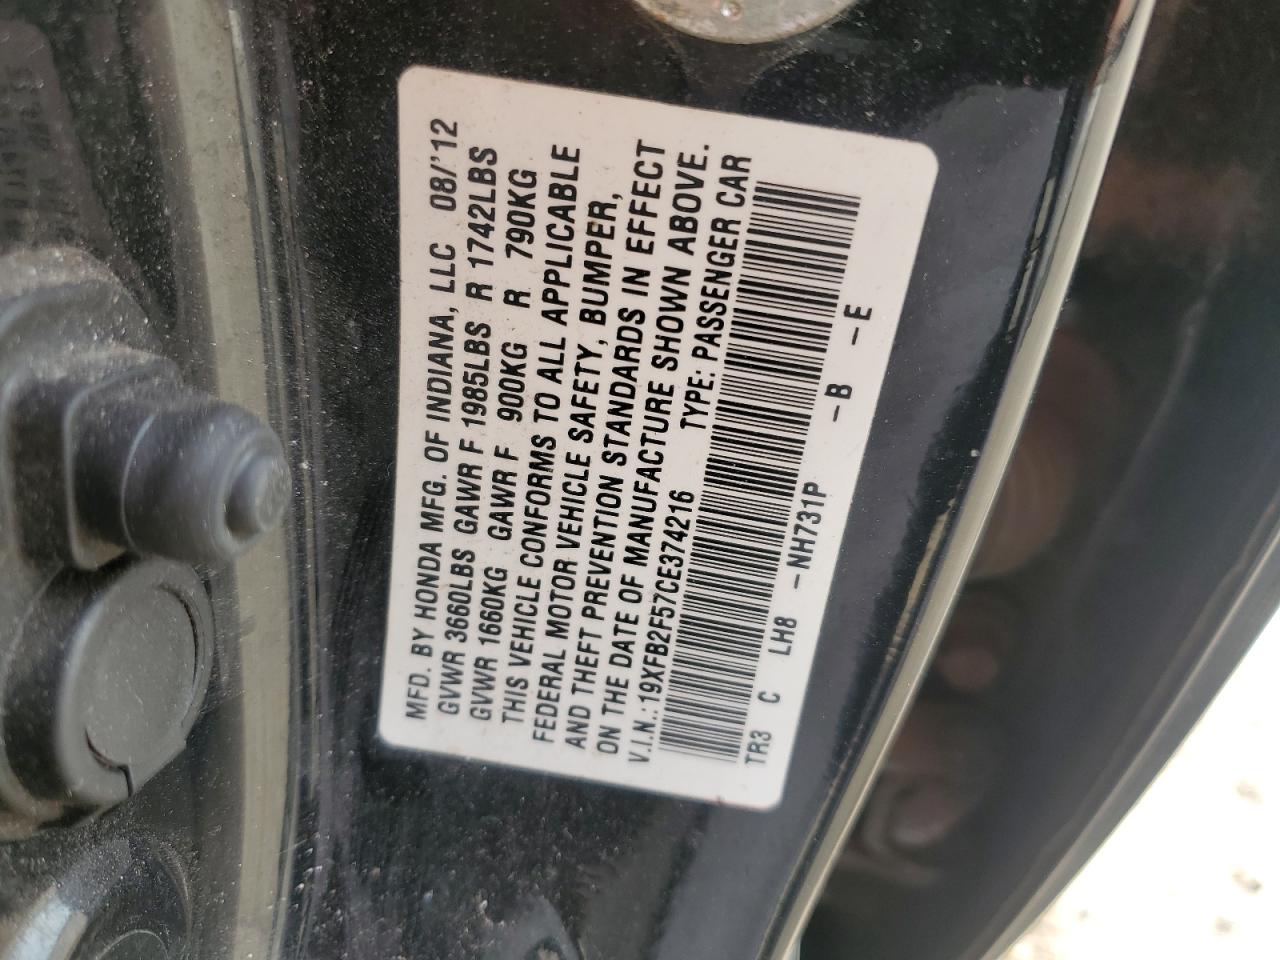 MFD. BY HONDA MFG. OF INDIANA, LLC 08/'12
GVWR 3660LBS GAWR F 1985LBS R 1742LBS
GVWR 1660KG GAWR F 900KG R 790KG
THIS VEHICLE CONFORMS TO ALL APPLICABLE
FEDERAL MOTOR VEHICLE SAFETY, BUMPER,
AND THEFT PREVENTION STANDARDS IN EFFECT
ON THE DATE OF MANUFACTURE SHOWN ABOVE.
V.I.N.: 19XFB2F57CE374216 TYPE: PASSENGER CAR
TR3 C LH8 -NH731P -B -E